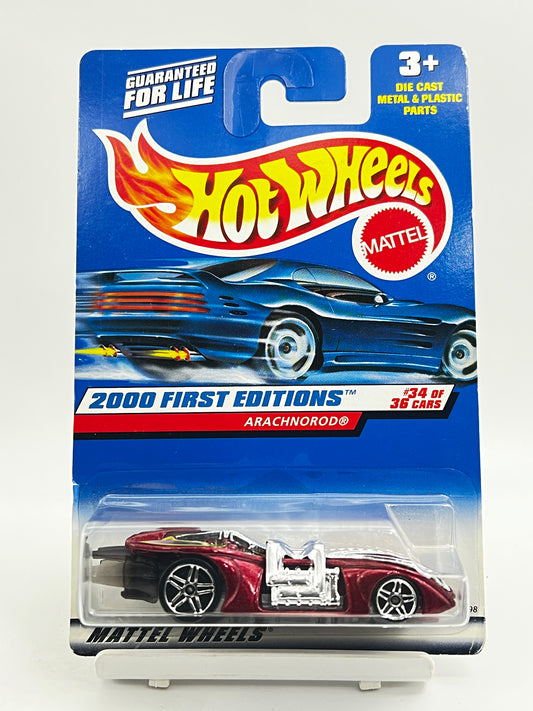 GUARANTEED
FOR LIFE
3+
DIE CAST
METAL & PLASTIC
PARTS
HOT WHEELS
MATTEL
®
2000 FIRST EDITIONS™
#34 OF
36 CARS
ARACHNOROD®
98
MATTEL WHEELS®